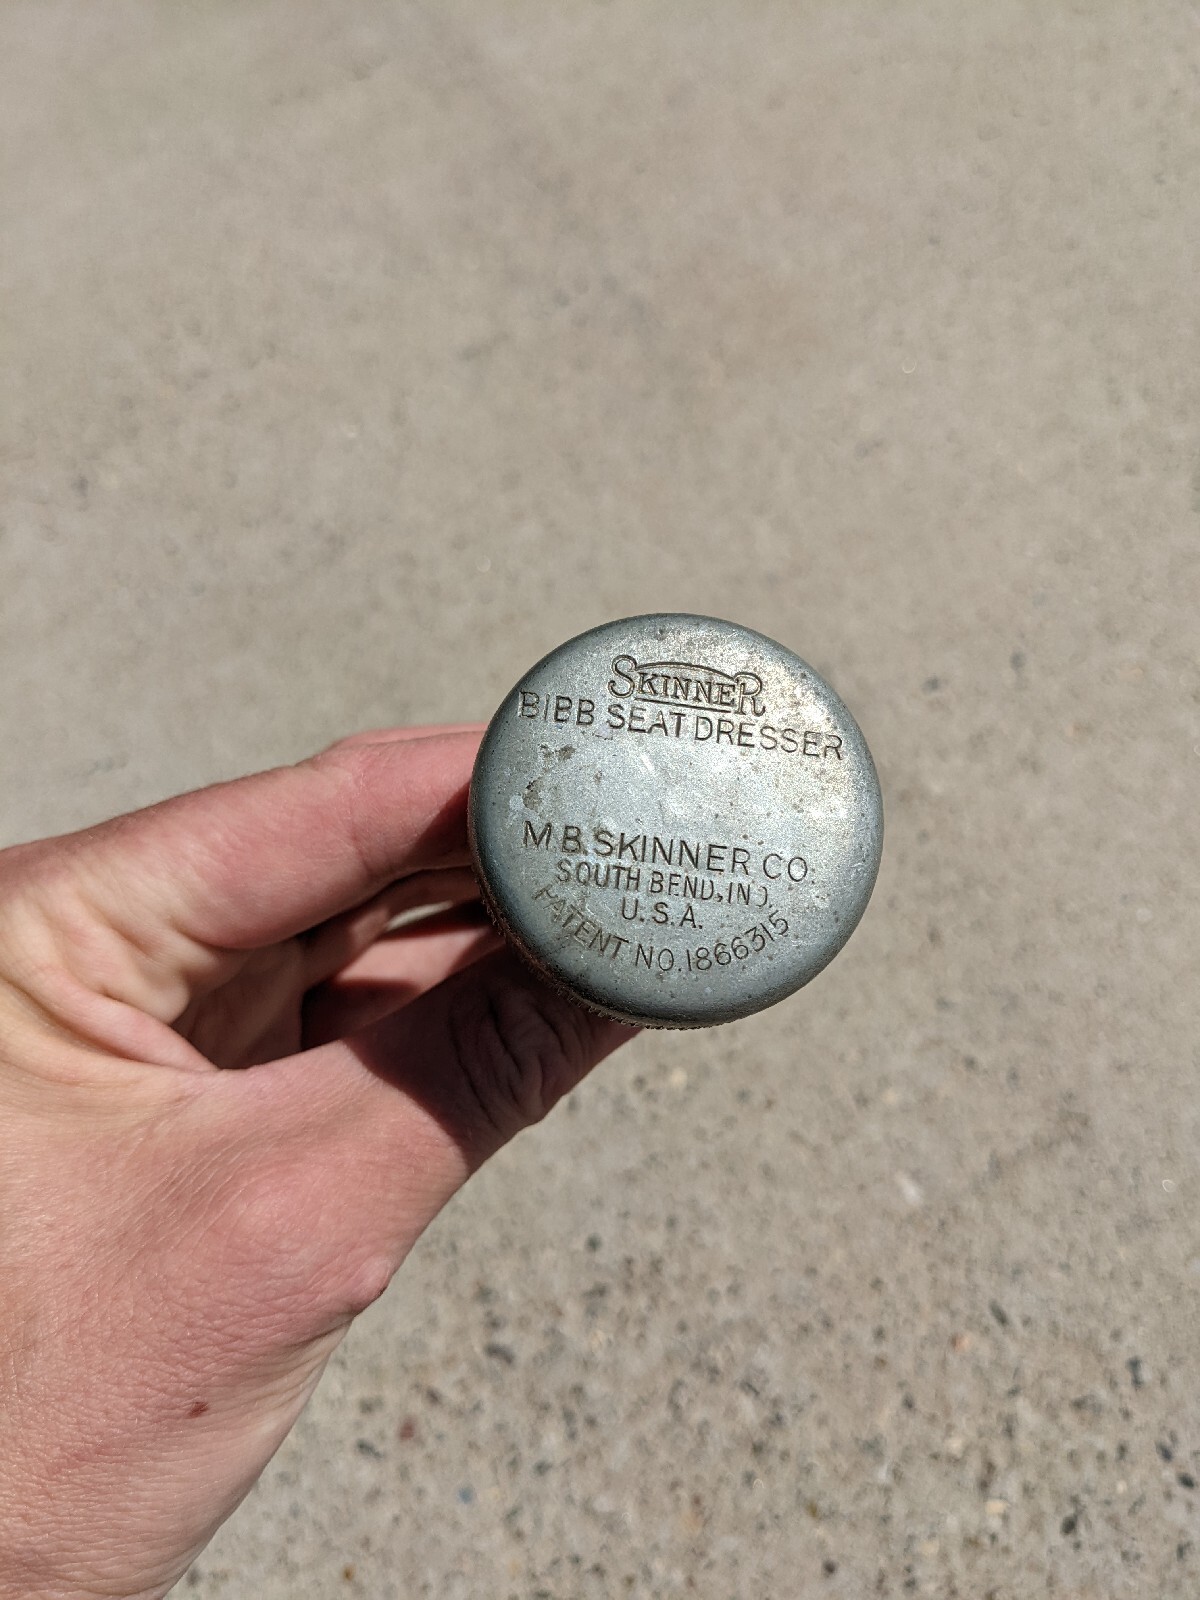 SKINNER
BIBB SEAT DRESSER
M.B. SKINNER CO.
SOUTH BEND, IND.
U.S.A.
PATENT NO. 1866315